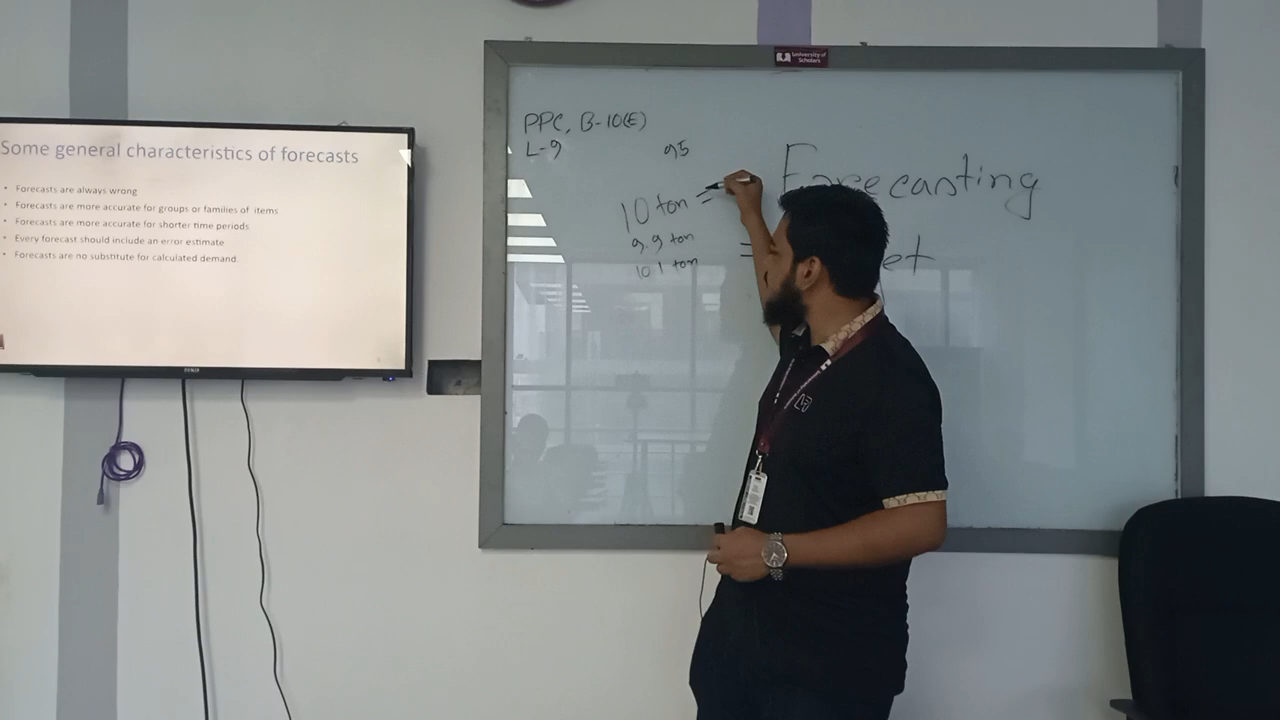 Some general characteristics of forecasts
• Forecasts are always wrong
• Forecasts are more accurate for groups or families of items
• Forecasts are more accurate for shorter time periods
• Every forecast should include an error estimate
• Forecasts are no substitute for calculated demand.
University of
Scholars
PPC, B-10(E)
L-9
95
Forecasting
10 ton =
9.9 ton
10.1 ton